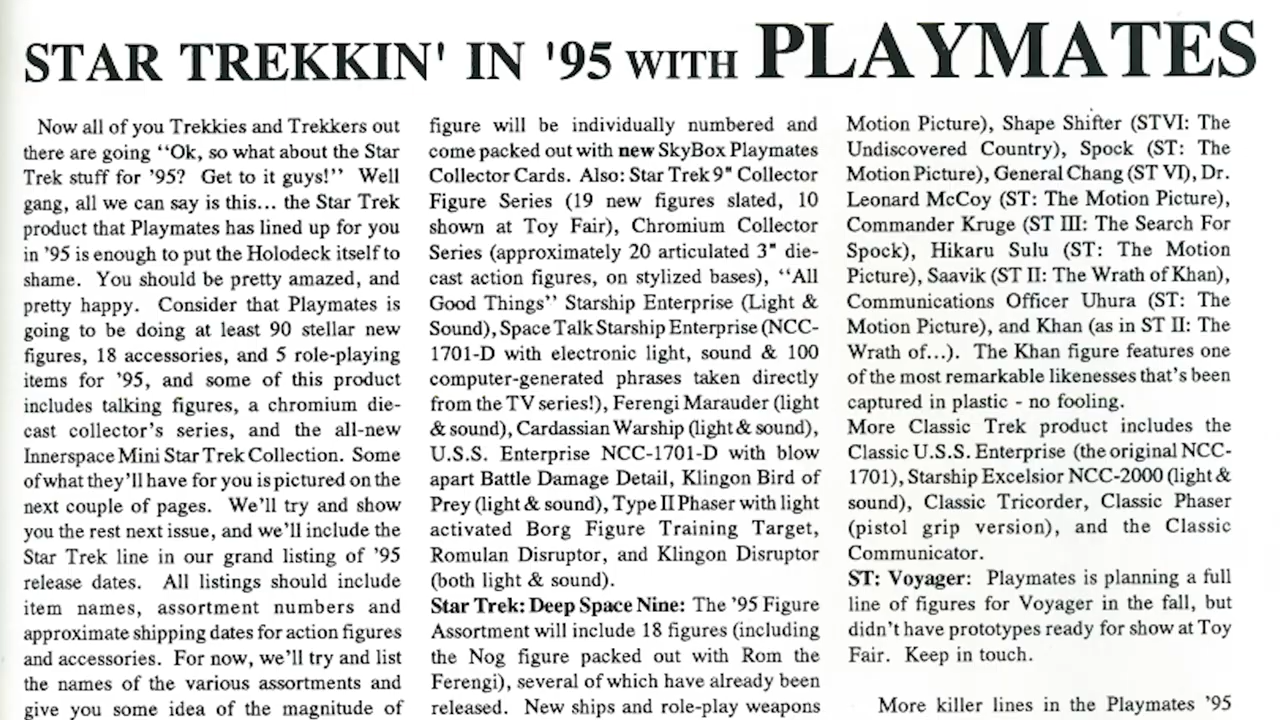 STAR TREKKIN' IN '95 WITH PLAYMATES
Now all of you Trekkies and Trekkers out
there are going “Ok, so what about the Star
Trek stuff for ’95? Get to it guys!” Well
gang, all we can say is this... the Star Trek
product that Playmates has lined up for you
in ’95 is enough to put the Holodeck itself to
shame. You should be pretty amazed, and
pretty happy. Consider that Playmates is
going to be doing at least 90 stellar new
figures, 18 accessories, and 5 role-playing
items for ’95, and some of this product
includes talking figures, a chromium die-
cast collector’s series, and the all-new
Innerspace Mini Star Trek Collection. Some
of what they’ll have for you is pictured on the
next couple of pages. We’ll try and show
you the rest next issue, and we’ll include the
Star Trek line in our grand listing of ’95
release dates. All listings should include
item names, assortment numbers and
approximate shipping dates for action figures
and accessories. For now, we’ll try and list
the names of the various assortments and
give you some idea of the magnitude of
figure will be individually numbered and
come packed out with new SkyBox Playmates
Collector Cards. Also: Star Trek 9" Collector
Figure Series (19 new figures slated, 10
shown at Toy Fair), Chromium Collector
Series (approximately 20 articulated 3" die-
cast action figures, on stylized bases), “All
Good Things” Starship Enterprise (Light &
Sound), Space Talk Starship Enterprise (NCC-
1701-D with electronic light, sound & 100
computer-generated phrases taken directly
from the TV series!), Ferengi Marauder (light
& sound), Cardassian Warship (light & sound),
U.S.S. Enterprise NCC-1701-D with blow
apart Battle Damage Detail, Klingon Bird of
Prey (light & sound), Type II Phaser with light
activated Borg Figure Training Target,
Romulan Disruptor, and Klingon Disruptor
(both light & sound).
Star Trek: Deep Space Nine: The ’95 Figure
Assortment will include 18 figures (including
the Nog figure packed out with Rom the
Ferengi), several of which have already been
released. New ships and role-play weapons
Motion Picture), Shape Shifter (STVI: The
Undiscovered Country), Spock (ST: The
Motion Picture), General Chang (ST VI), Dr.
Leonard McCoy (ST: The Motion Picture),
Commander Kruge (ST III: The Search For
Spock), Hikaru Sulu (ST: The Motion
Picture), Saavik (ST II: The Wrath of Khan),
Communications Officer Uhura (ST: The
Motion Picture), and Khan (as in ST II: The
Wrath of...). The Khan figure features one
of the most remarkable likenesses that’s been
captured in plastic - no fooling.
More Classic Trek product includes the
Classic U.S.S. Enterprise (the original NCC-
1701), Starship Excelsior NCC-2000 (light &
sound), Classic Tricorder, Classic Phaser
(pistol grip version), and the Classic
Communicator.
ST: Voyager: Playmates is planning a full
line of figures for Voyager in the fall, but
didn’t have prototypes ready for show at Toy
Fair. Keep in touch.
More killer lines in the Playmates ’95